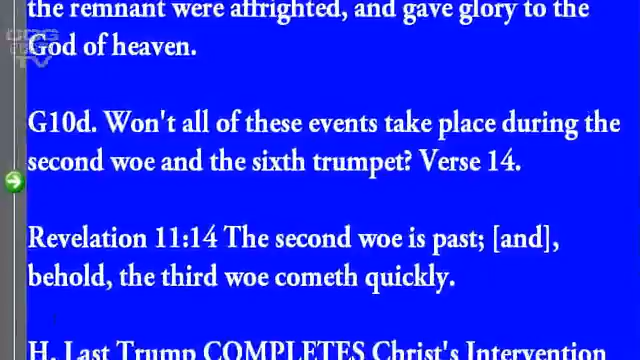 the remnant were affrighted, and gave glory to the
God of heaven.
G10d. Won't all of these events take place during the
second woe and the sixth trumpet? Verse 14.
Revelation 11:14 The second woe is past; [and],
behold, the third woe cometh quickly.
H. Last Trump COMPLETES Christ's Intervention